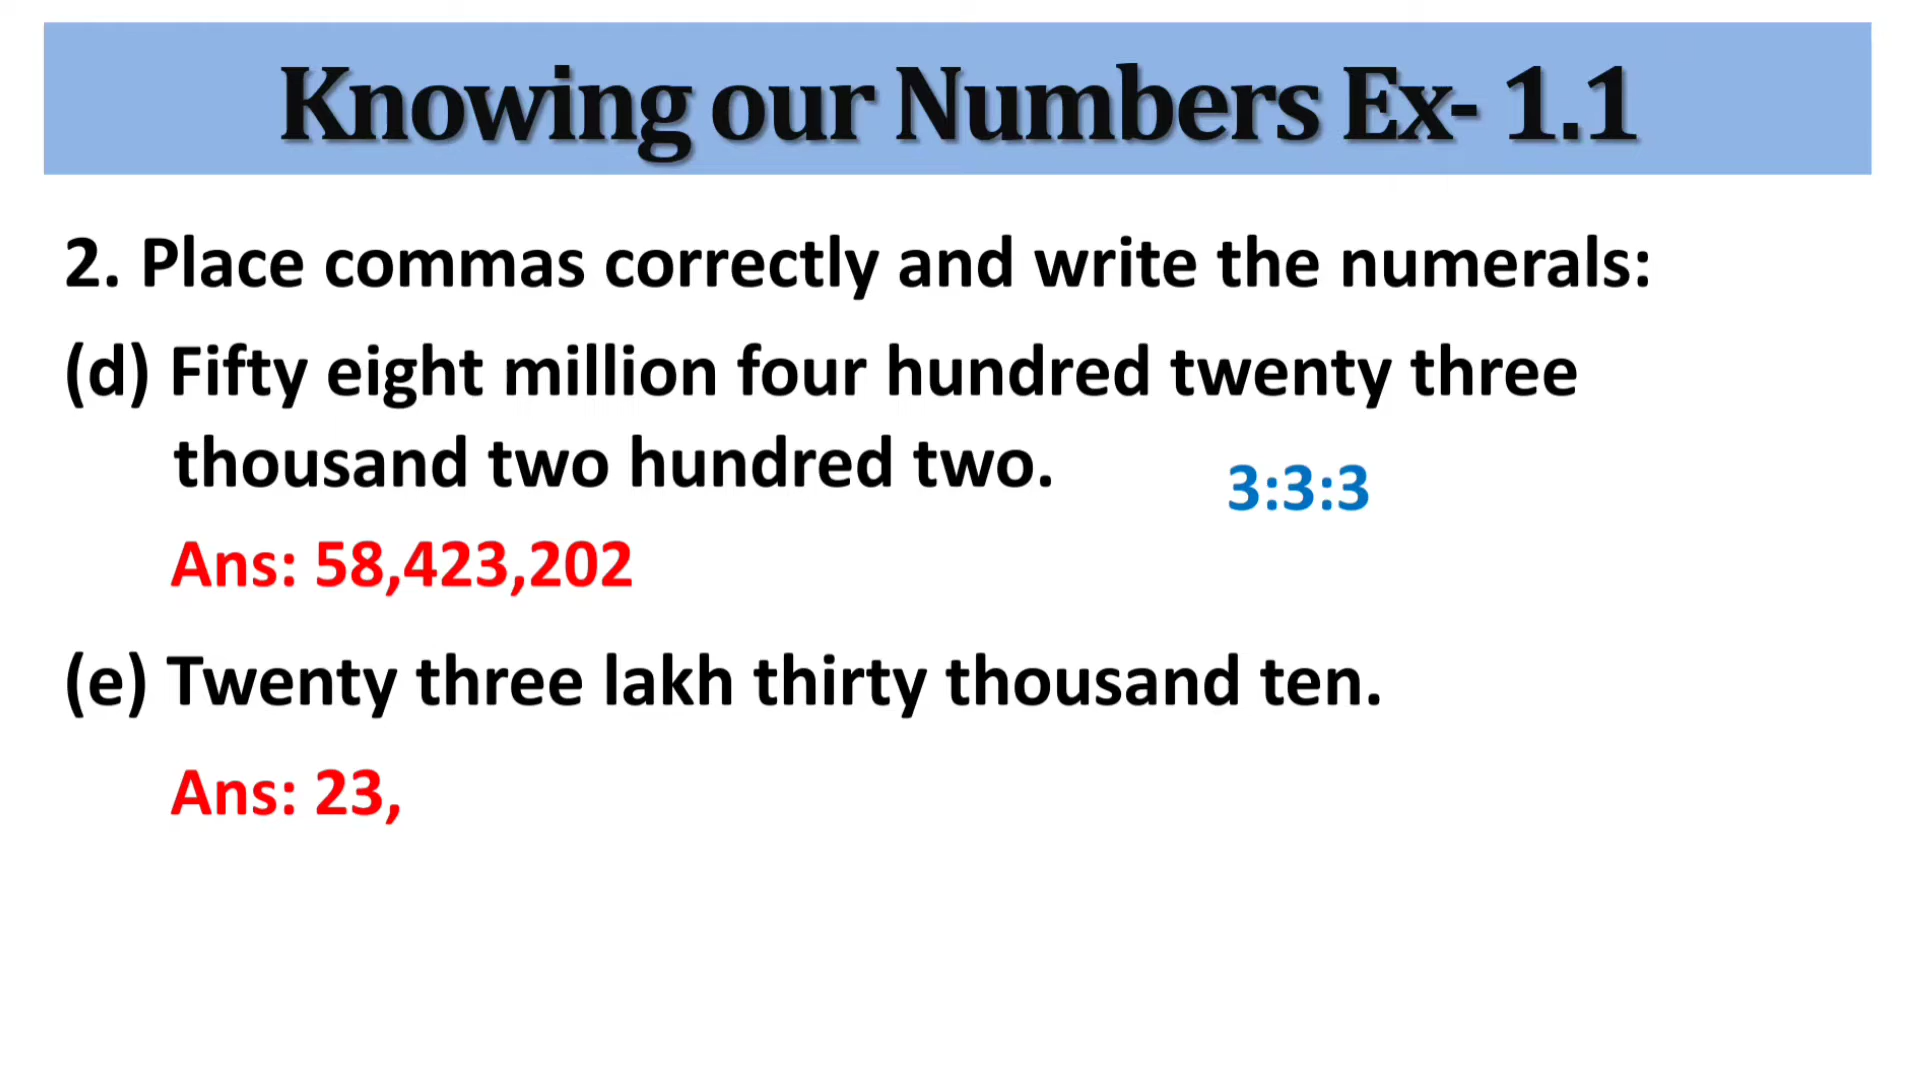 Knowing our Numbers Ex- 1.1
2. Place commas correctly and write the numerals:
(d) Fifty eight million four hundred twenty three
thousand two hundred two.
3:3:3
Ans: 58,423,202
(e) Twenty three lakh thirty thousand ten.
Ans: 23,